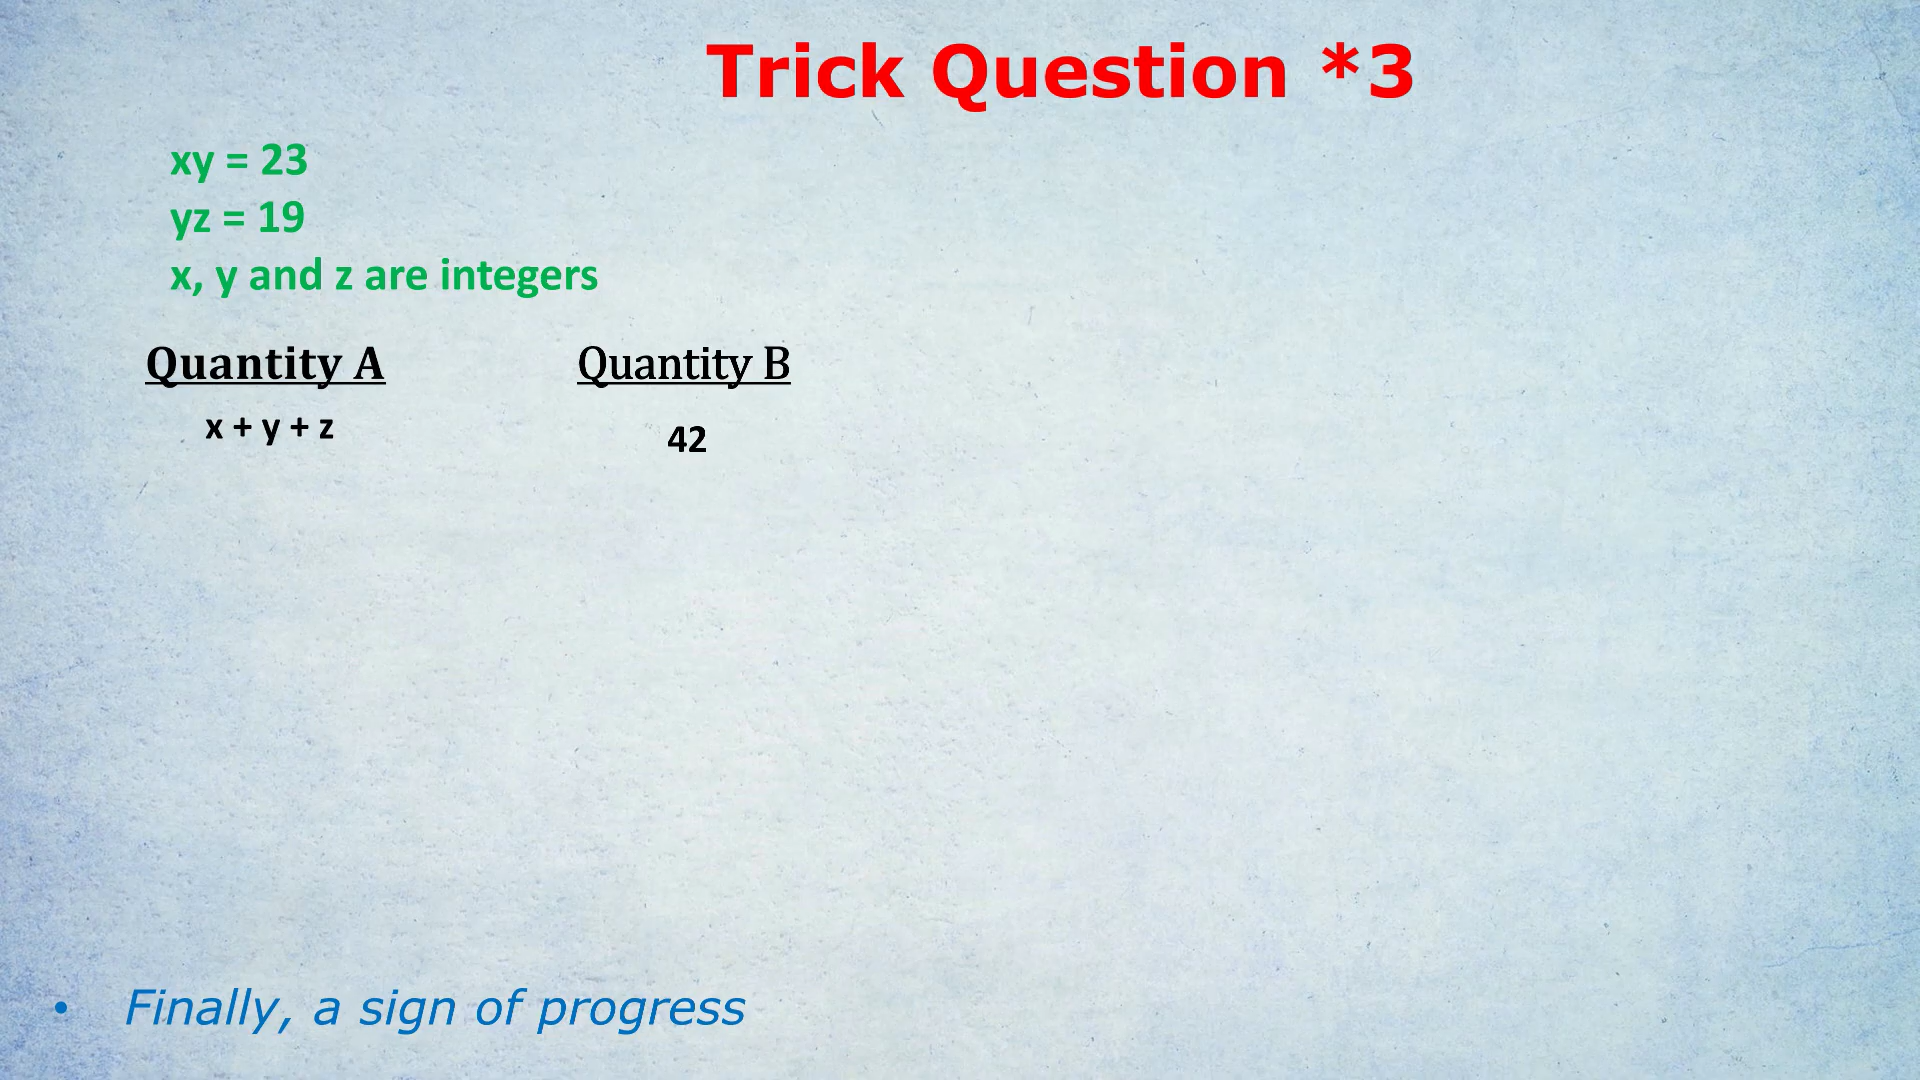 Trick Question *3
xy = 23
yz = 19
x, y and z are integers
Quantity A
Quantity B
x + y + z
42
• Finally, a sign of progress